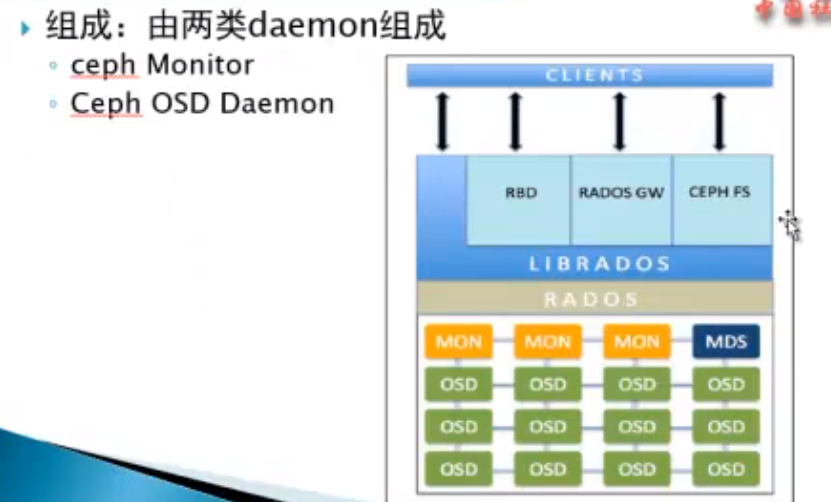 组成：由两类daemon组成
ceph Monitor
Ceph OSD Daemon
中国
CLIENTS
RBD RADOS GW CEPH FS
LIBRADOS
RADOS
MON MON MON MDS
OSD OSD OSD OSD
OSD OSD OSD OSD
OSD OSD OSD OSD